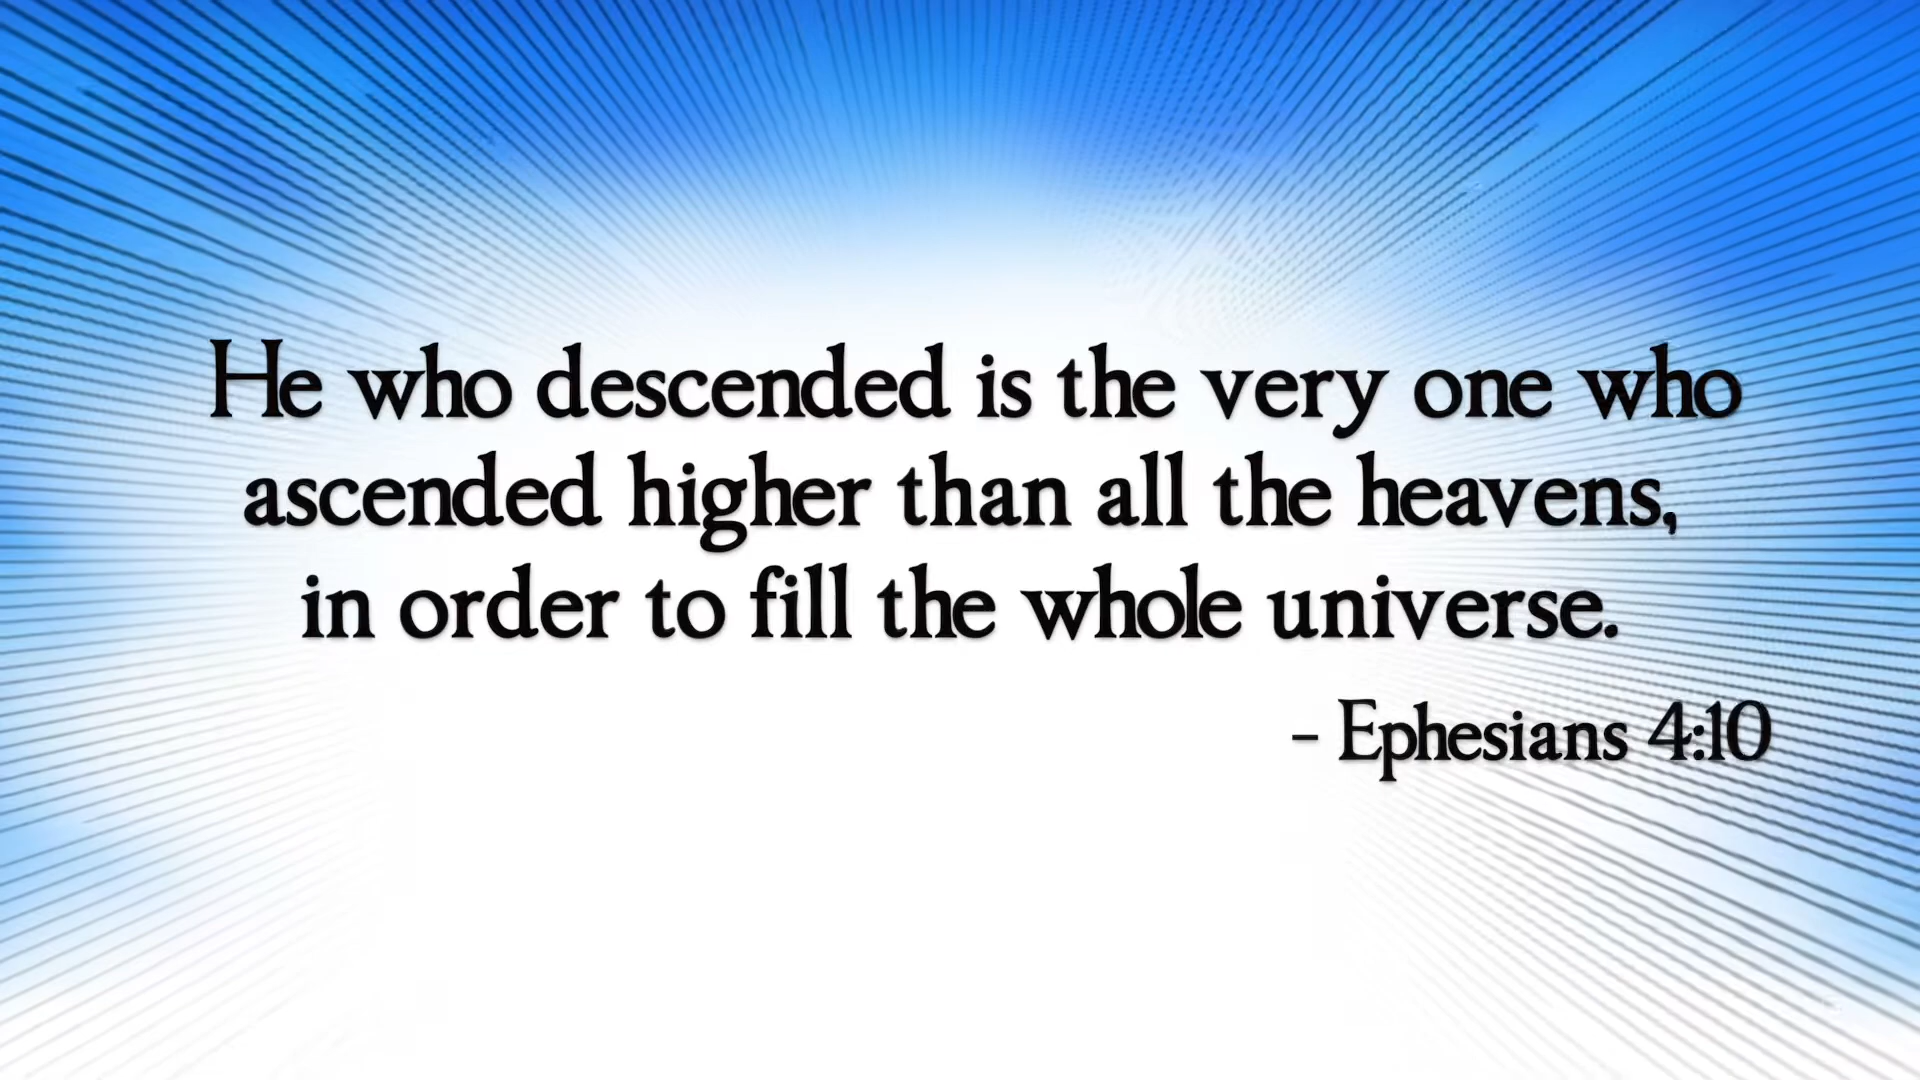 He who descended is the very one who
ascended higher than all the heavens,
in order to fill the whole universe.
- Ephesians 4:10